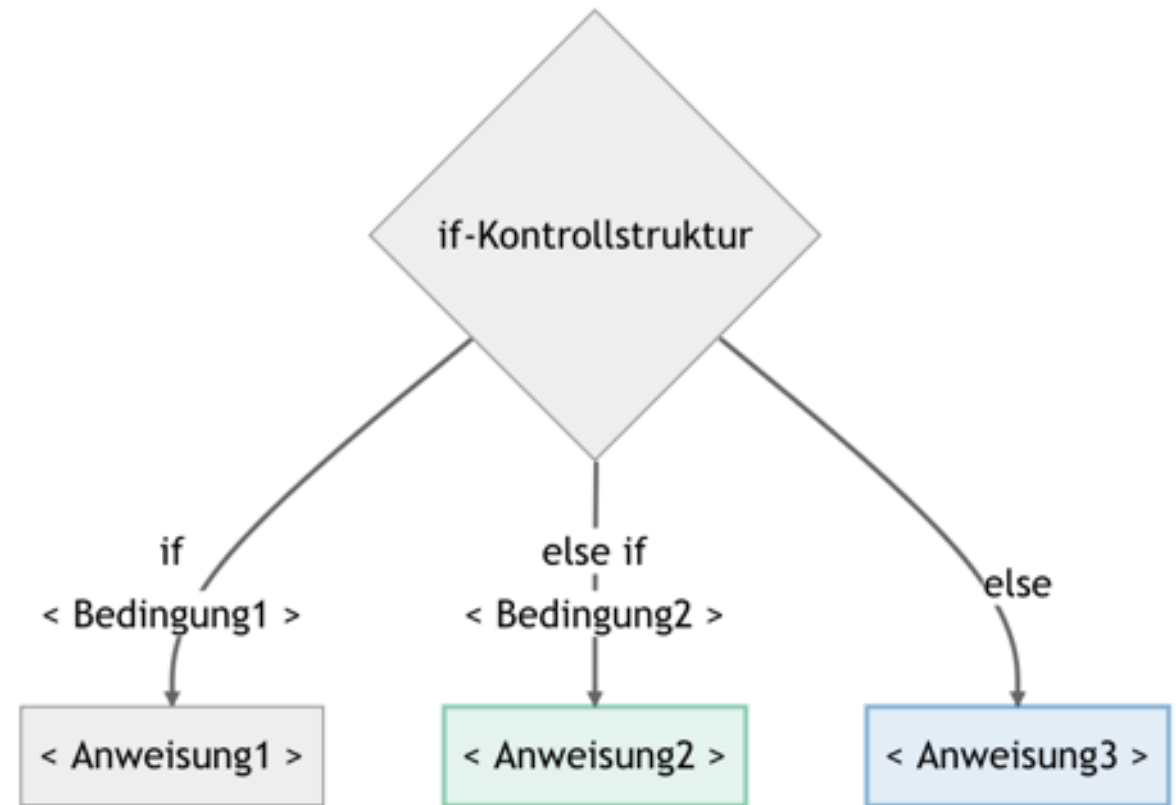 if-Kontrollstruktur
if
< Bedingung1 >
else if
< Bedingung2 >
else
< Anweisung1 >
< Anweisung2 >
< Anweisung3 >